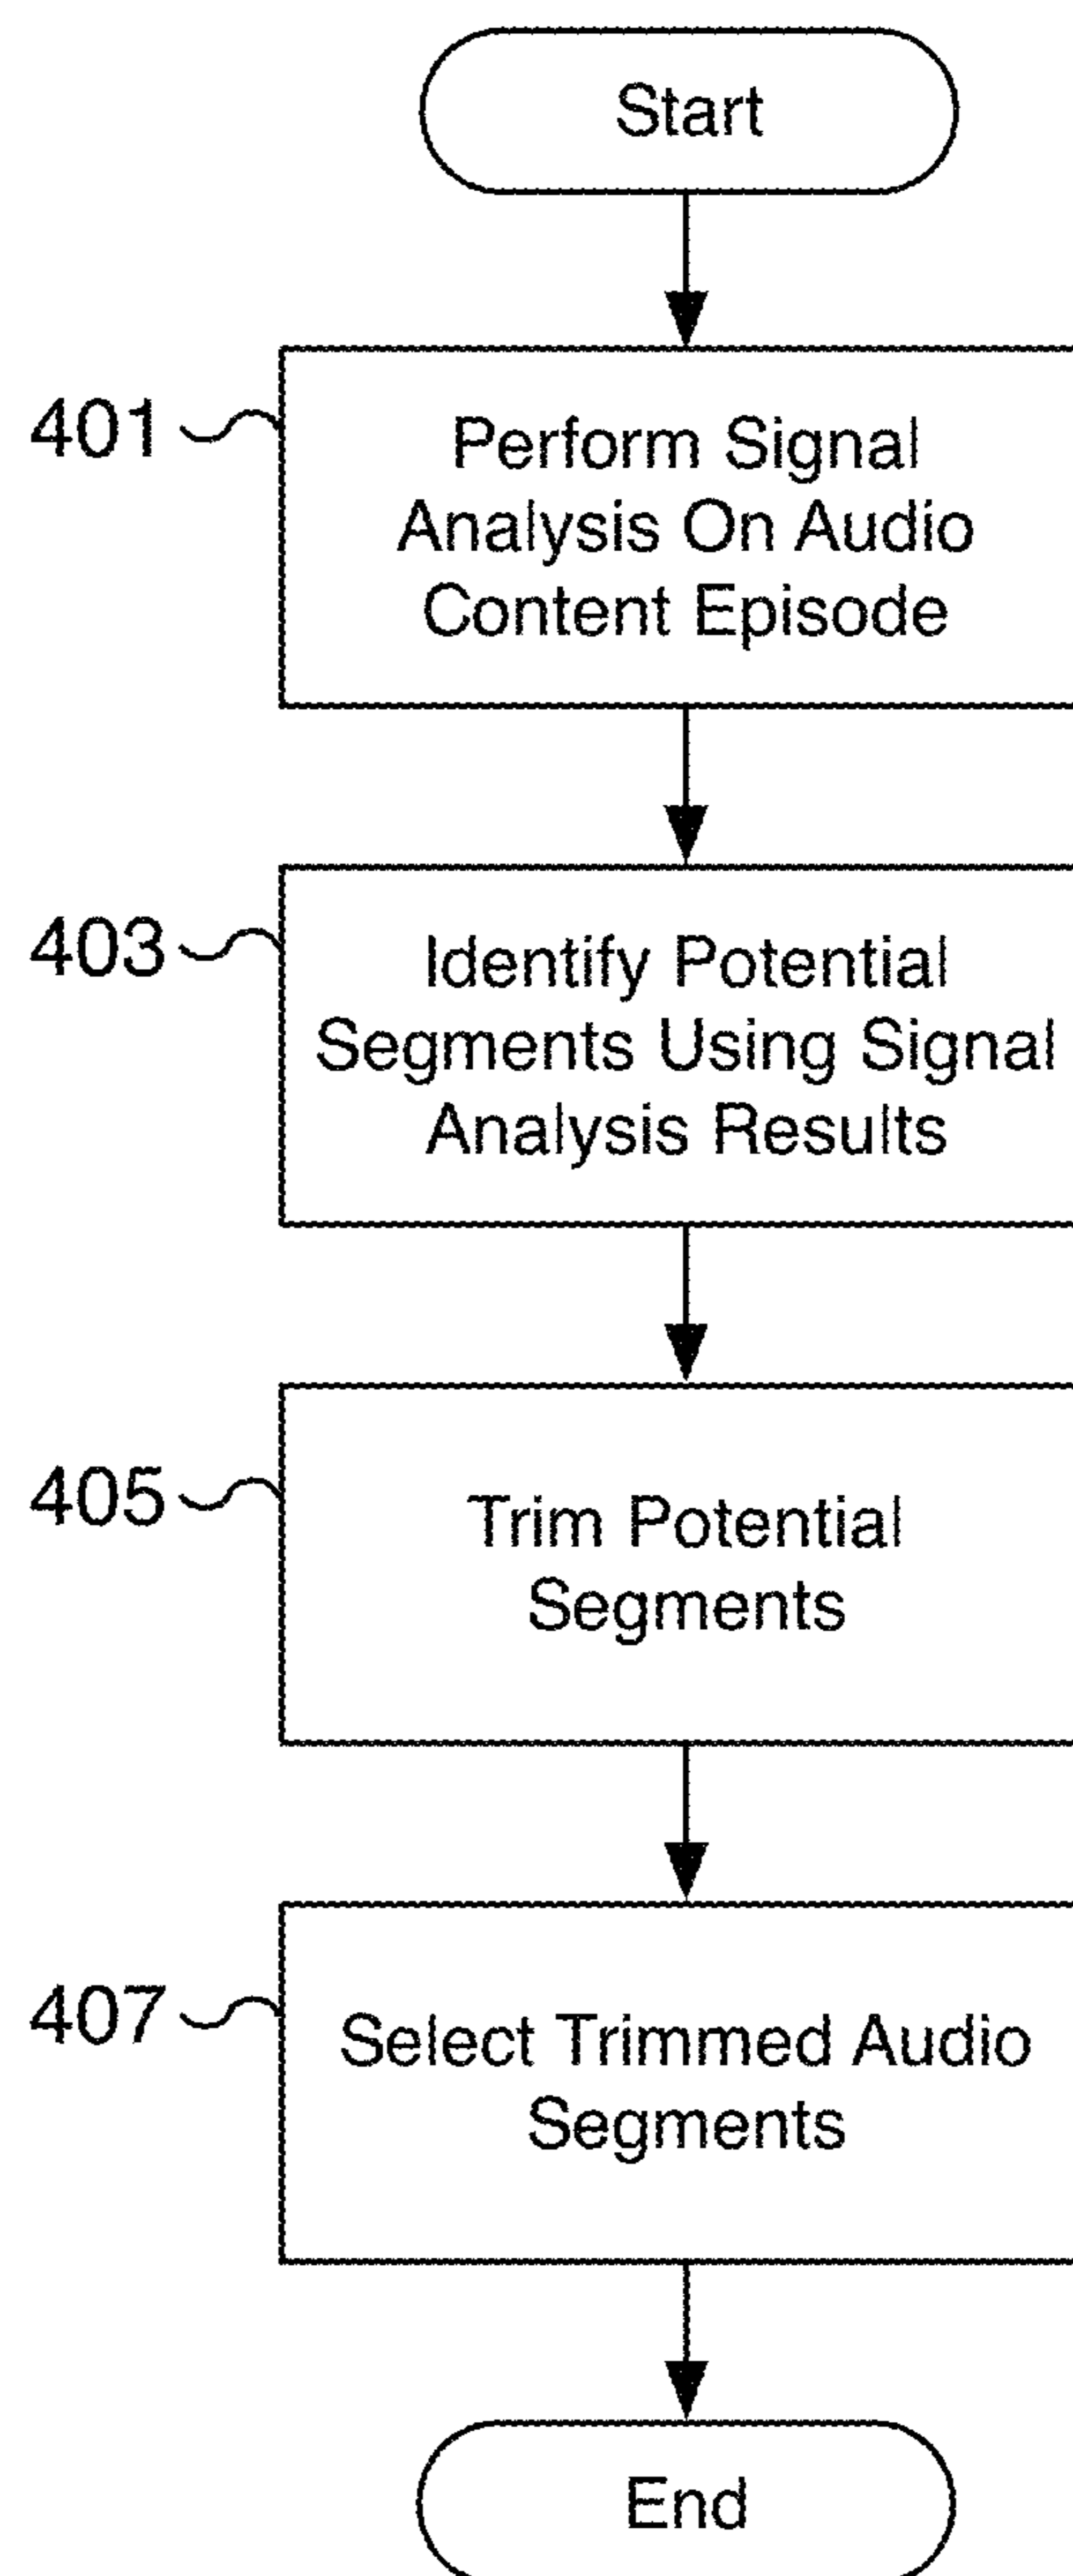 Start
401
Perform Signal
Analysis On Audio
Content Episode
403
Identify Potential
Segments Using Signal
Analysis Results
405
Trim Potential
Segments
407
Select Trimmed Audio
Segments
End